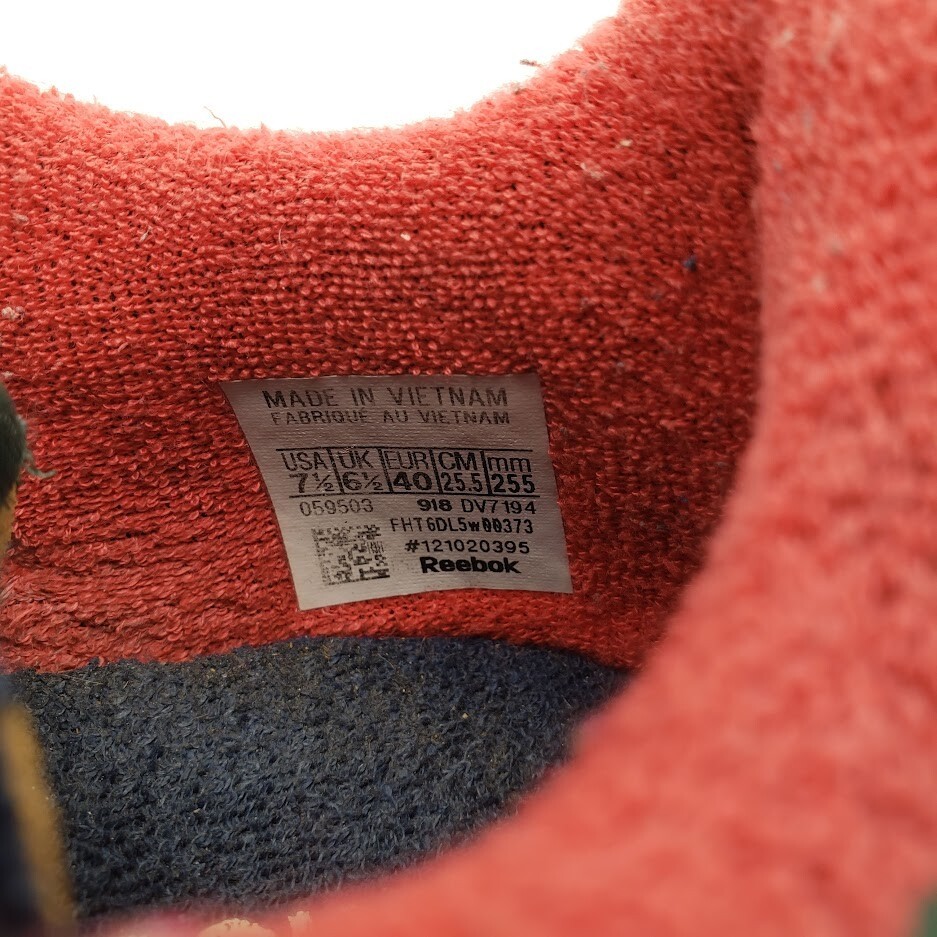 MADE IN VIETNAM
FABRIQUÉ AU VIETNAM
USA UK EUR CM mm
7½ 6½ 40 25.5 255
059503 918 DV7194
FHT6DL5w00373
#121020395
Reebok